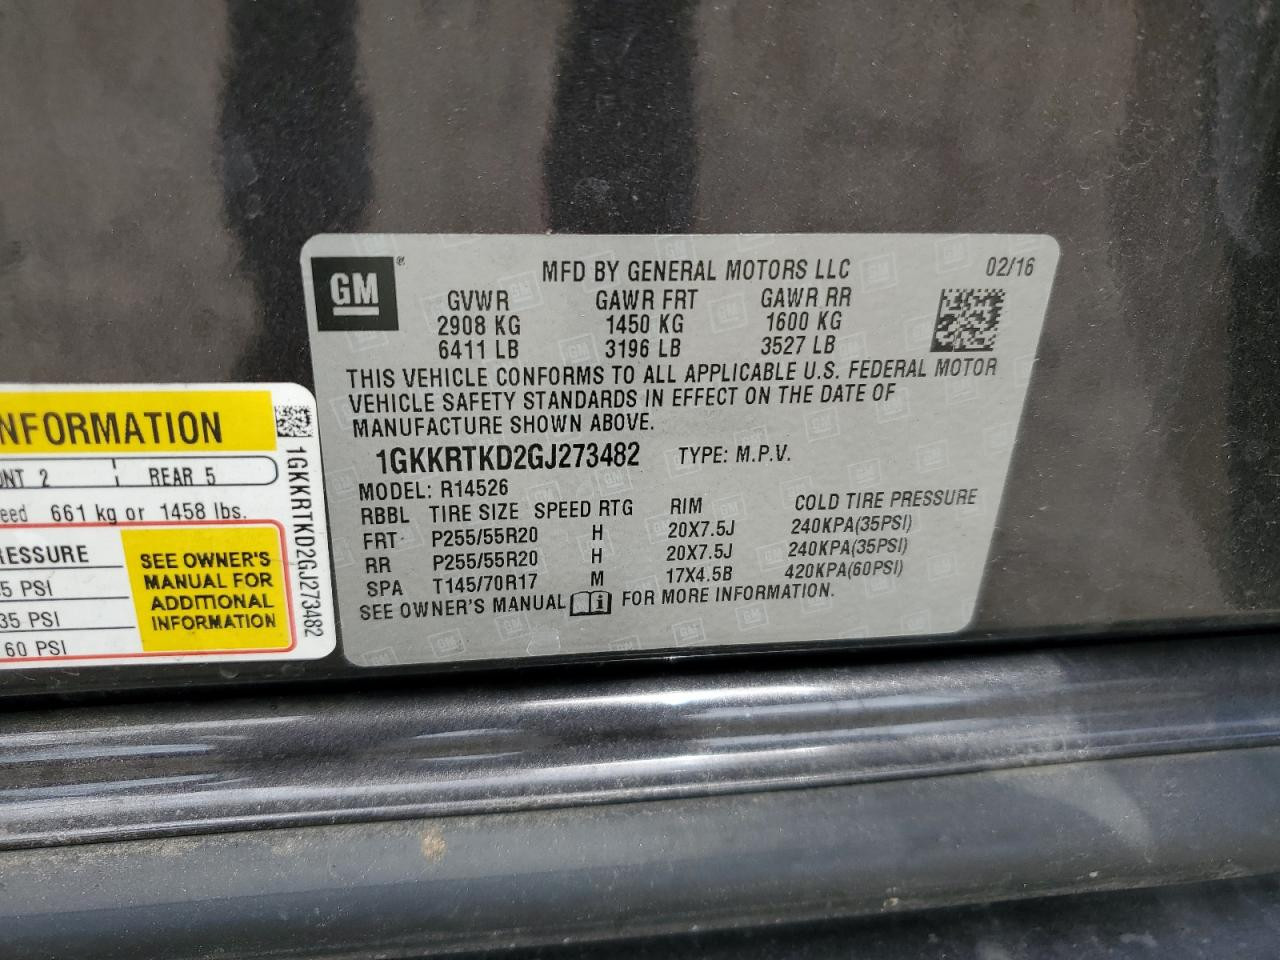 GM ®
MFD BY GENERAL MOTORS LLC 02/16
GVWR GAWR FRT GAWR RR
2908 KG 1450 KG 1600 KG
6411 LB 3196 LB 3527 LB
THIS VEHICLE CONFORMS TO ALL APPLICABLE U.S. FEDERAL MOTOR
VEHICLE SAFETY STANDARDS IN EFFECT ON THE DATE OF
MANUFACTURE SHOWN ABOVE.
1GKKRTKD2GJ273482 TYPE: M.P.V.
MODEL: R14526
RBBL TIRE SIZE SPEED RTG RIM COLD TIRE PRESSURE
FRT P255/55R20 H 20X7.5J 240KPA(35PSI)
RR P255/55R20 H 20X7.5J 240KPA(35PSI)
SPA T145/70R17 M 17X4.5B 420KPA(60PSI)
SEE OWNER'S MANUAL FOR MORE INFORMATION.
NFORMATION
NT 2 REAR 5
eed 661 kg or 1458 lbs.
RESSURE
5 PSI
35 PSI
60 PSI
SEE OWNER'S
MANUAL FOR
ADDITIONAL
INFORMATION
1GKKRTKD2GJ273482